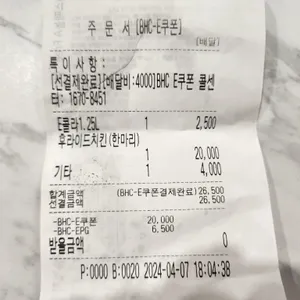 주 문 서 [BHC-E쿠폰]
(배달)
특 이 사 항 :
[선결제완료][배달비:4000]BHC E쿠폰 콜센
터: 1670-8451
E콜라1.25L 1 2,500
후라이드치킨(한마리)
1 20,000
기타 1 4,000
합계금액 (BHC-E쿠폰결제완료) 26,500
선결금액 26,500
-BHC-E쿠폰 20,000
-BHC-EPG 6,500
받을금액 0
P:0000 B:0020 2024-04-07 18:04:38